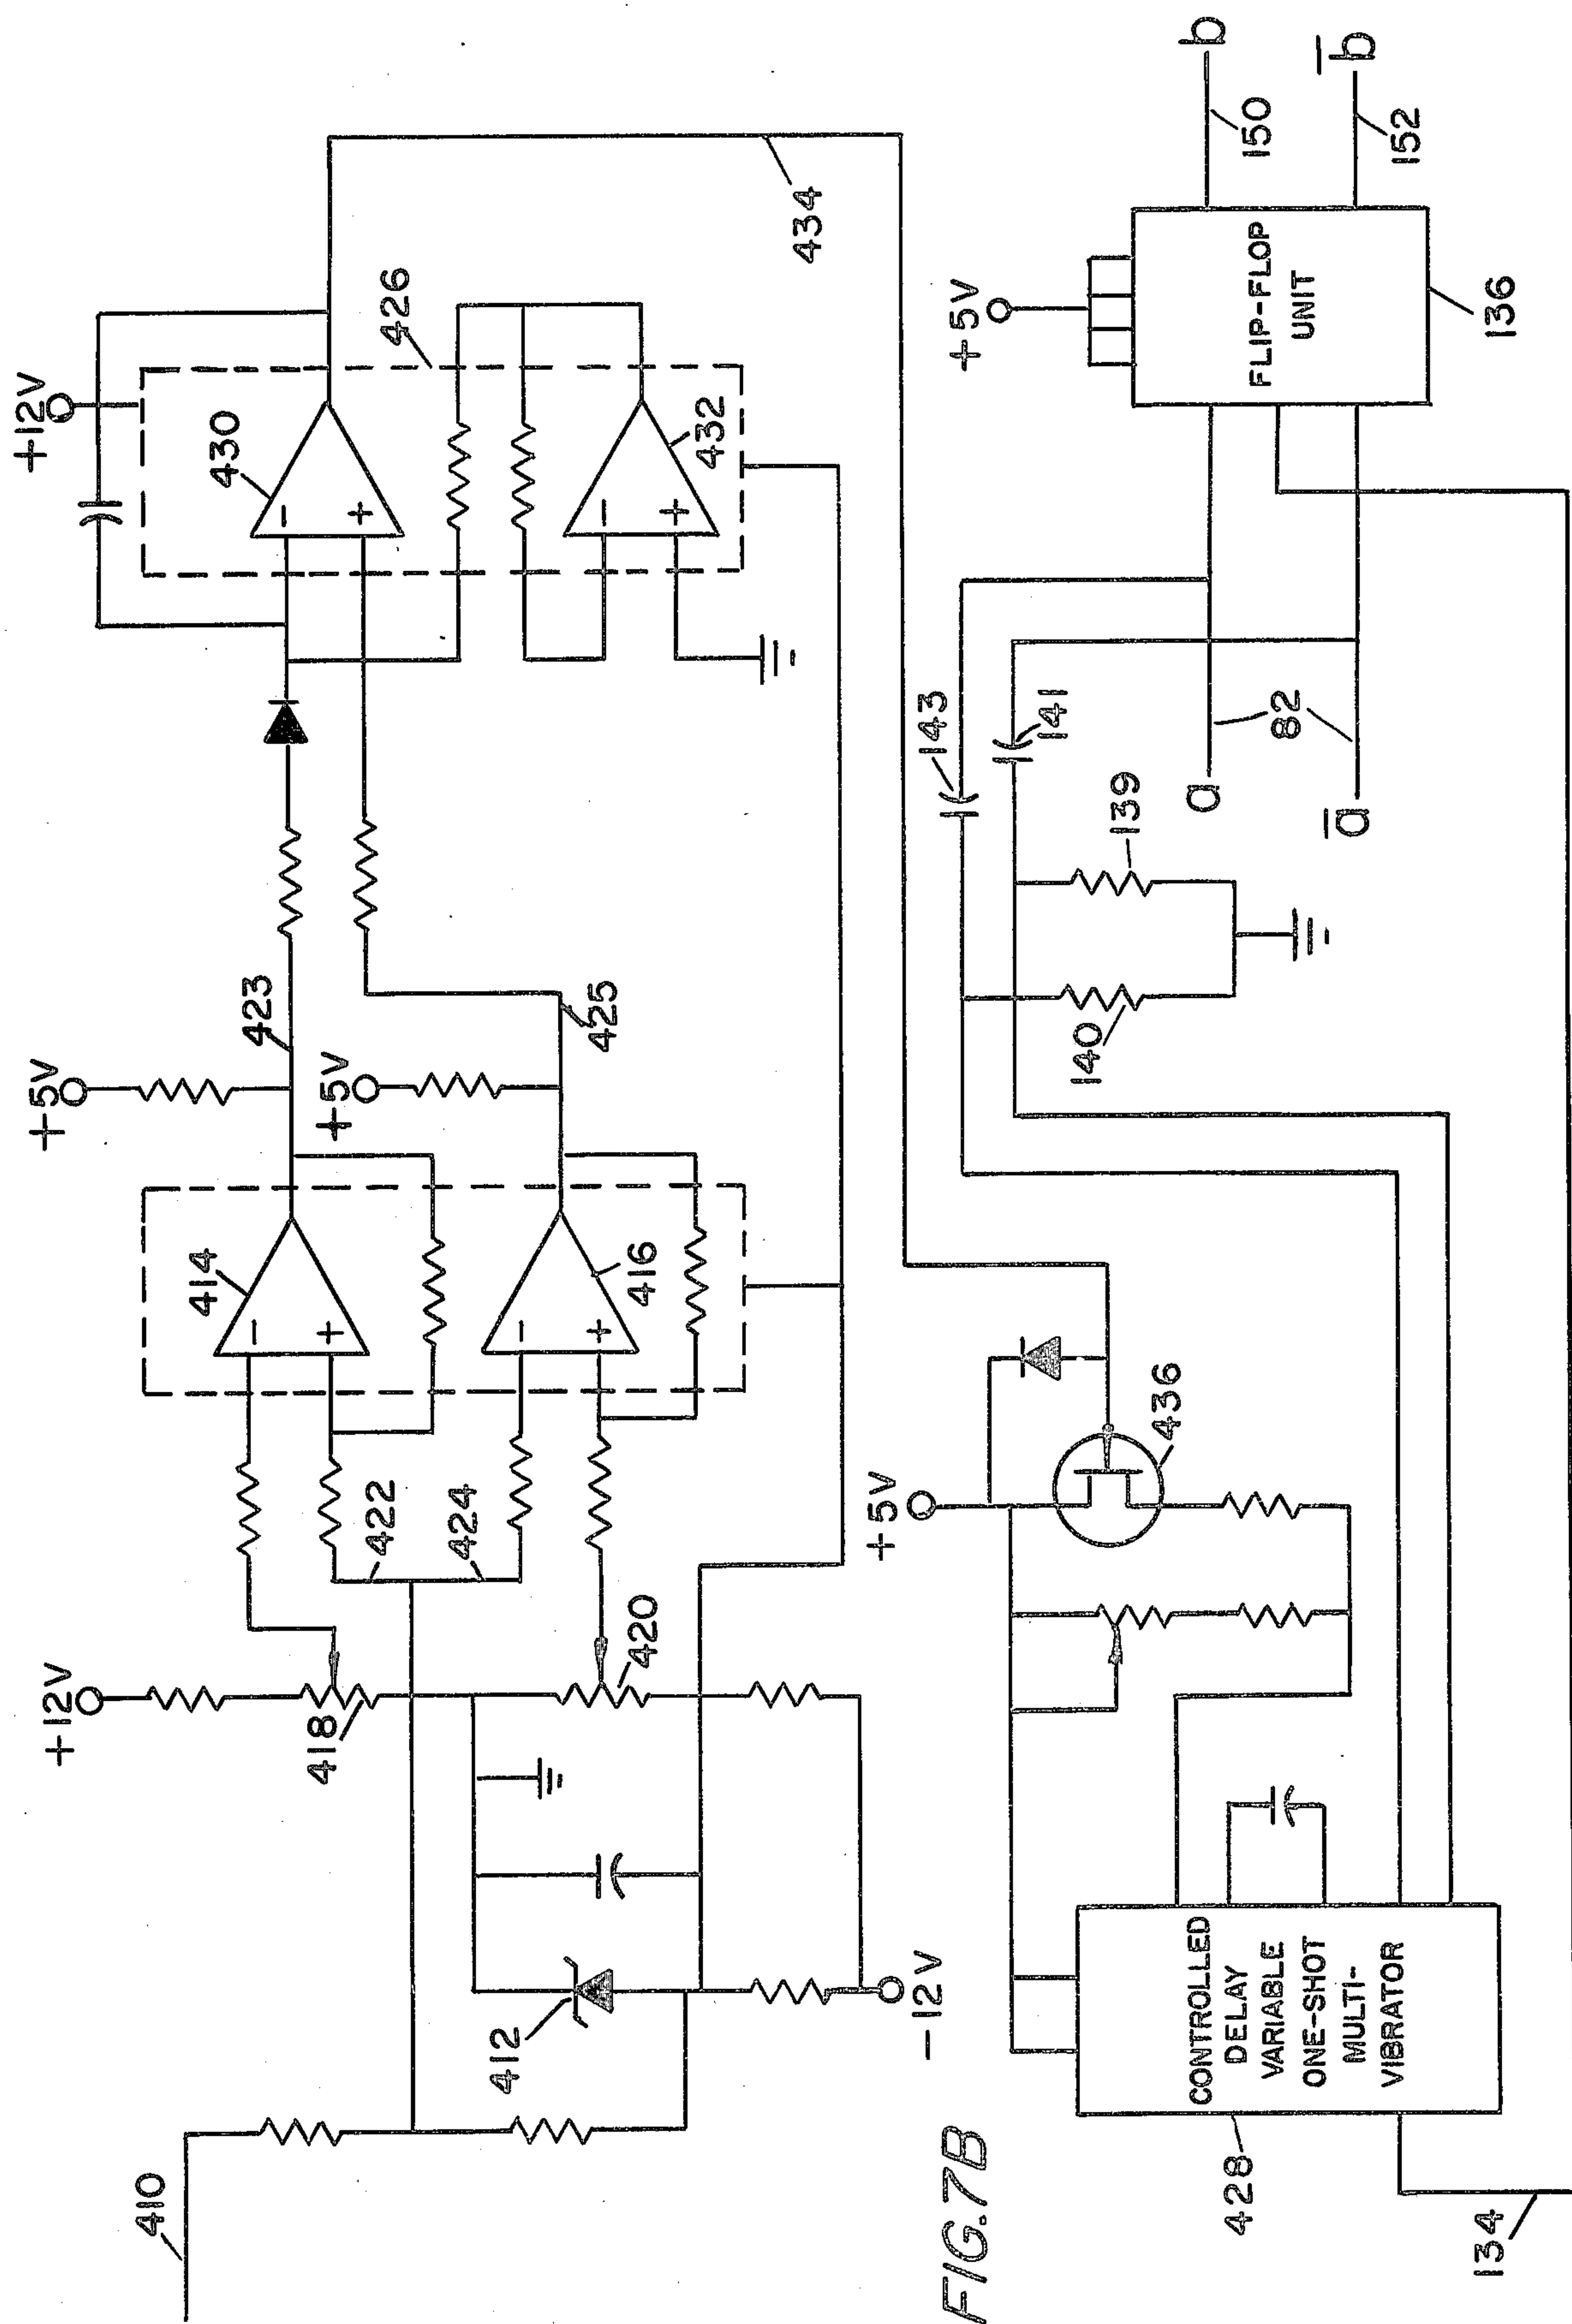 410
+12V
418
422
424
420
412
-12V
414
416
+5V
+5V
423
425
+12V
430
426
432
434
FIG.7B
428
CONTROLLED
DELAY
VARIABLE
ONE-SHOT
MULTI-
VIBRATOR
134
+5V
436
140
139
143
141
a
a̅
82
+5V
FLIP-FLOP
UNIT
136
150
152
b
b̅
- + - + - + - +